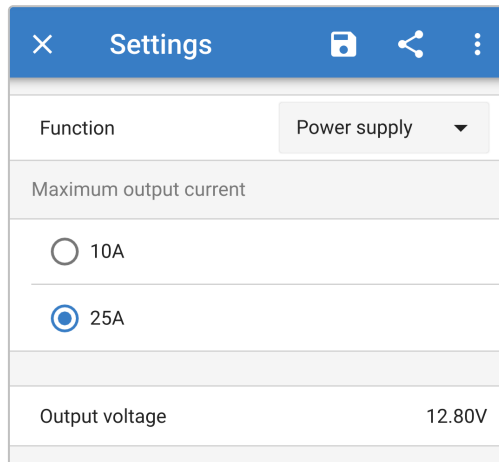 Settings
Function
Power supply
Maximum output current
10A
25A
Output voltage
12.80V